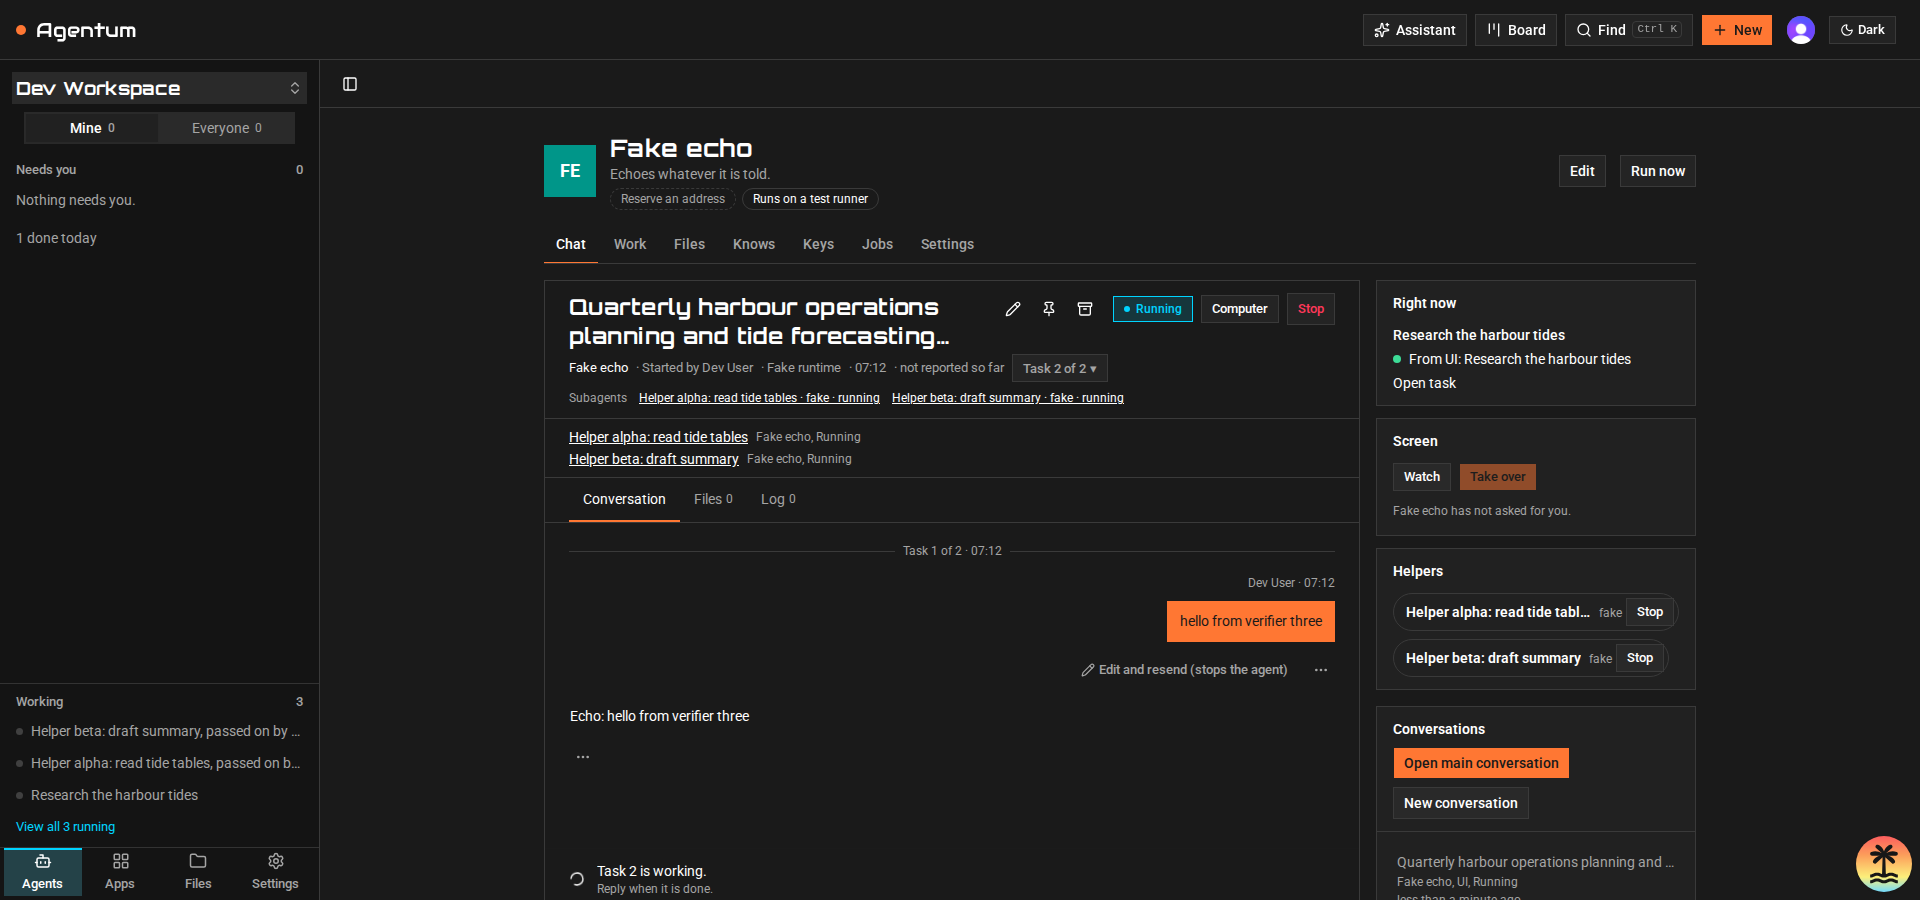 Agentum
Assistant
Board
Find Ctrl K
New
Dark
Dev Workspace
Mine 0
Everyone 0
Needs you 0
Nothing needs you.
1 done today
Working 3
Helper beta: draft summary, passed on by …
Helper alpha: read tide tables, passed on b…
Research the harbour tides
View all 3 running
Agents
Apps
Files
Settings
FE
Fake echo
Echoes whatever it is told.
Reserve an address
Runs on a test runner
Edit
Run now
Chat
Work
Files
Knows
Keys
Jobs
Settings
Quarterly harbour operations
planning and tide forecasting…
Running
Computer
Stop
Fake echo · Started by Dev User · Fake runtime · 07:12 · not reported so far
Task 2 of 2 ▾
Subagents Helper alpha: read tide tables · fake · running Helper beta: draft summary · fake · running
Helper alpha: read tide tables Fake echo, Running
Helper beta: draft summary Fake echo, Running
Conversation
Files 0
Log 0
Task 1 of 2 · 07:12
Dev User · 07:12
hello from verifier three
Edit and resend (stops the agent)
Echo: hello from verifier three
Task 2 is working.
Reply when it is done.
Right now
Research the harbour tides
From UI: Research the harbour tides
Open task
Screen
Watch
Take over
Fake echo has not asked for you.
Helpers
Helper alpha: read tide tabl… fake Stop
Helper beta: draft summary fake Stop
Conversations
Open main conversation
New conversation
Quarterly harbour operations planning and …
Fake echo, UI, Running
less than a minute ago